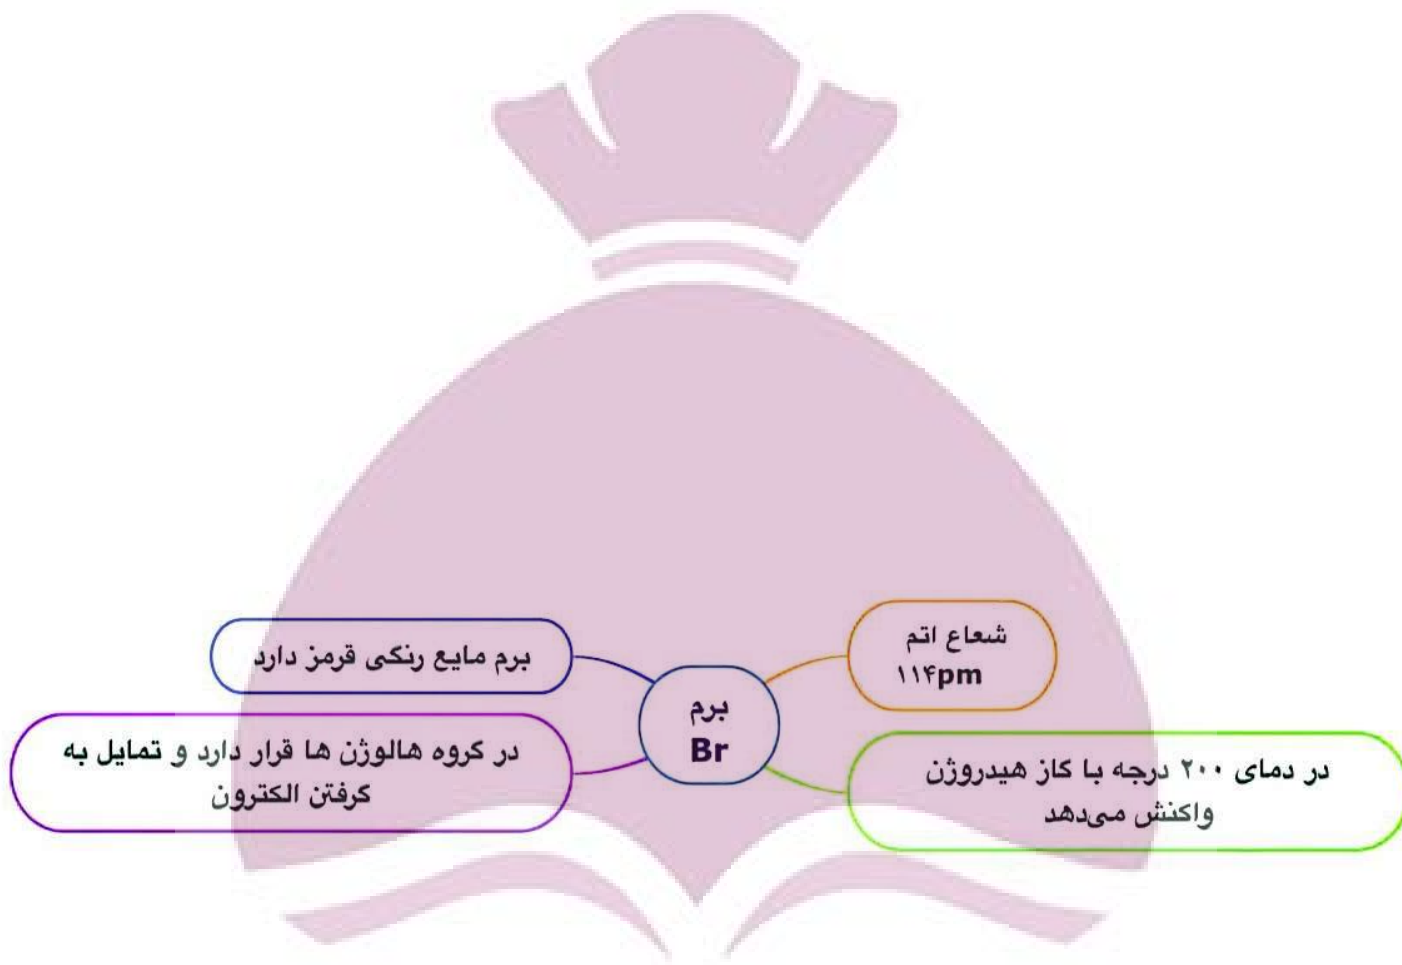 شعاع اتم
۱۱۴pm
برم مایع رنگی قرمز دارد
برم
Br
در گروه هالوژن ها قرار دارد و تمایل به
گرفتن الکترون
در دمای ۲۰۰ درجه با گاز هیدروژن
واکنش می‌دهد